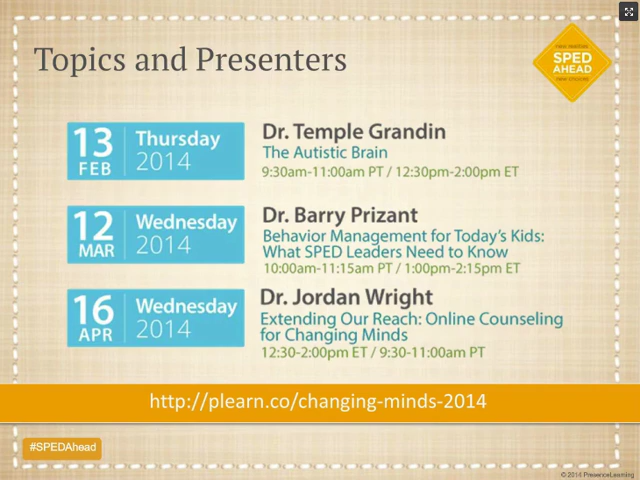 Topics and Presenters
SPED
AHEAD
13
FEB
Thursday
2014
Dr. Temple Grandin
The Autistic Brain
9:30am-11:00am PT / 12:30pm-2:00pm ET
12
MAR
Wednesday
2014
Dr. Barry Prizant
Behavior Management for Today's Kids:
What SPED Leaders Need to Know
10:00am-11:15am PT / 1:00pm-2:15pm ET
16
APR
Wednesday
2014
Dr. Jordan Wright
Extending Our Reach: Online Counseling
for Changing Minds
12:30-2:00pm ET / 9:30-11:00am PT
http://plearn.co/changing-minds-2014
#SPEDAhead
© 2014 PresenceLearning